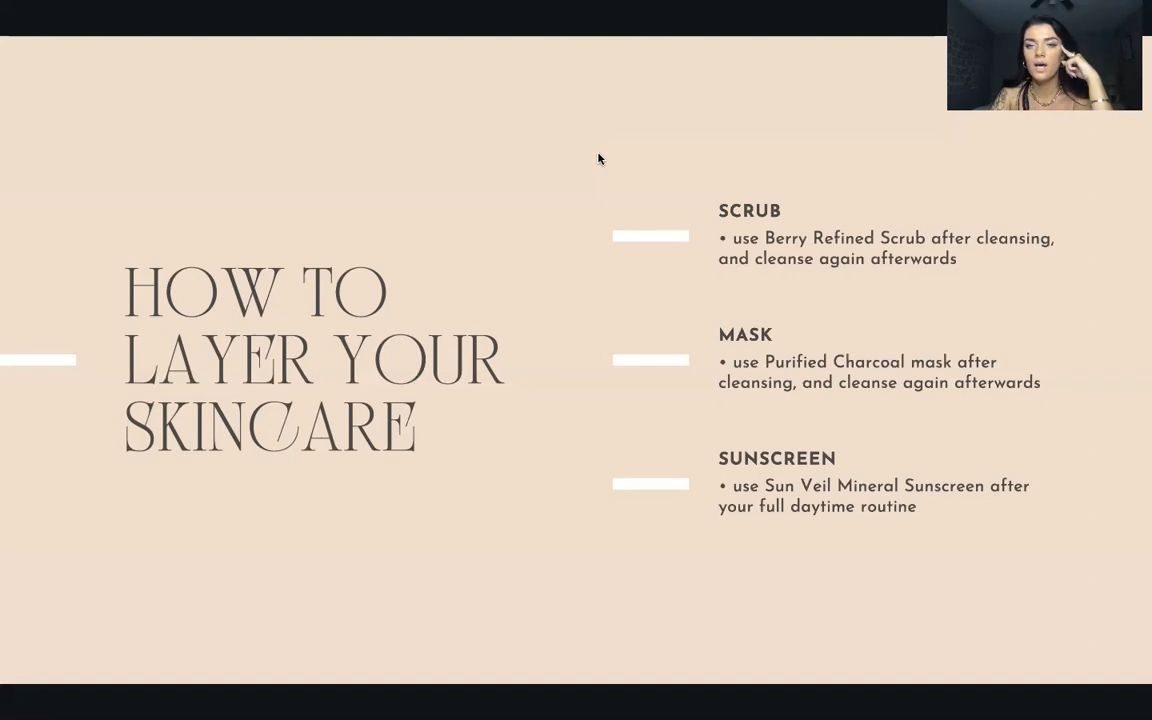 HOW TO
LAYER YOUR
SKINCARE
SCRUB
• use Berry Refined Scrub after cleansing,
and cleanse again afterwards
MASK
• use Purified Charcoal mask after
cleansing, and cleanse again afterwards
SUNSCREEN
• use Sun Veil Mineral Sunscreen after
your full daytime routine